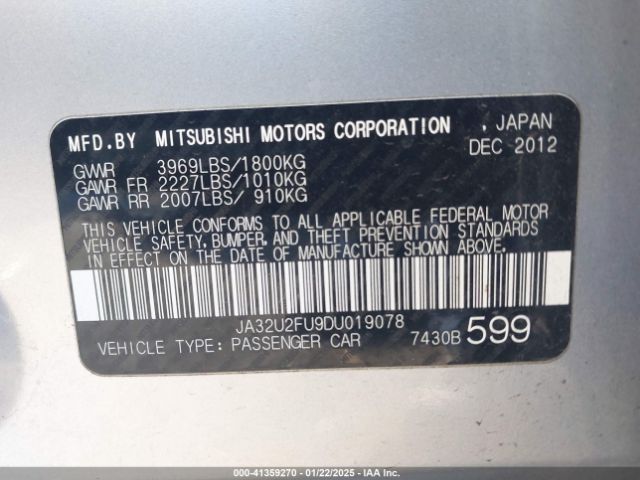 MFD.BY MITSUBISHI MOTORS CORPORATION , JAPAN
GVWR 3969LBS/1800KG DEC 2012
GAWR FR 2227LBS/1010KG
GAWR RR 2007LBS/ 910KG
THIS VEHICLE CONFORMS TO ALL APPLICABLE FEDERAL MOTOR
VEHICLE SAFETY, BUMPER, AND THEFT PREVENTION STANDARDS
IN EFFECT ON THE DATE OF MANUFACTURE SHOWN ABOVE.
JA32U2FU9DU019078
VEHICLE TYPE: PASSENGER CAR 7430B 599
000-41359270 - 01/22/2025 - IAATL.COM